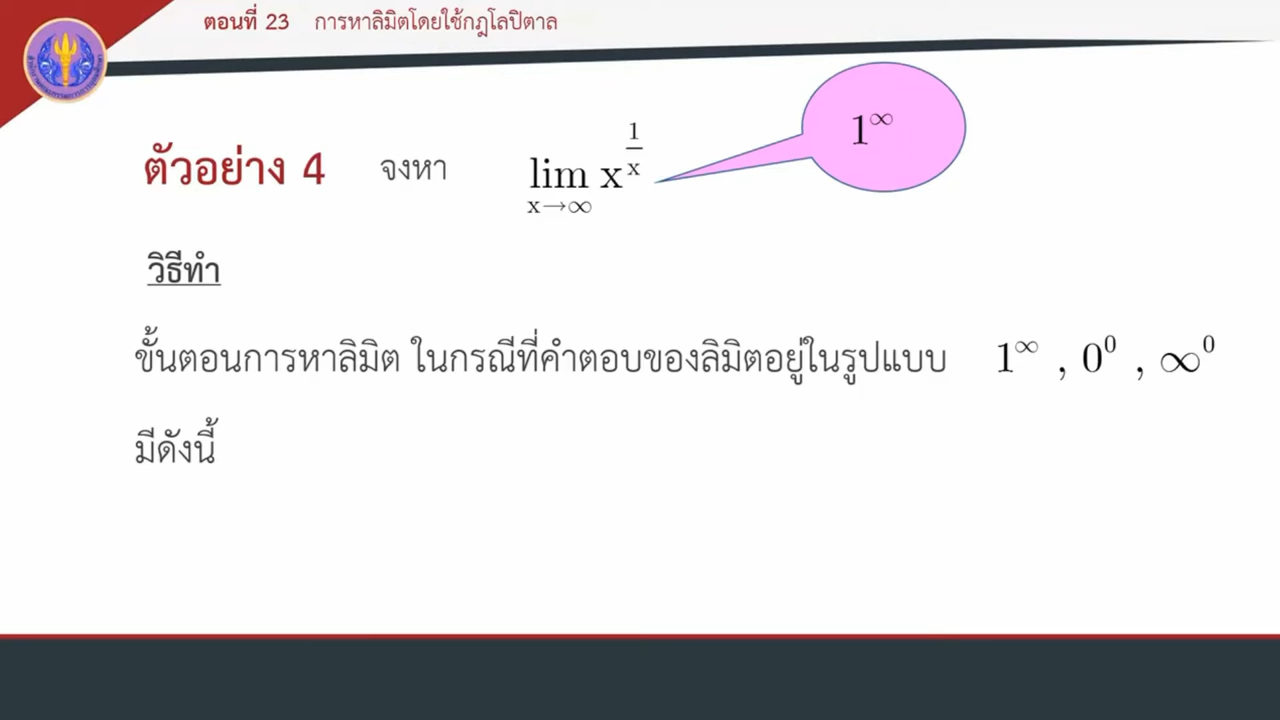 ตอนที่ 23 การหาลิมิตโดยใช้กฎโลปิตาล
ตัวอย่าง 4 จงหา lim x→∞ x^(1/x) 1^∞
วิธีทำ
ขั้นตอนการหาลิมิต ในกรณีที่คำตอบของลิมิตอยู่ในรูปแบบ 1^∞ , 0^0 , ∞^0
มีดังนี้